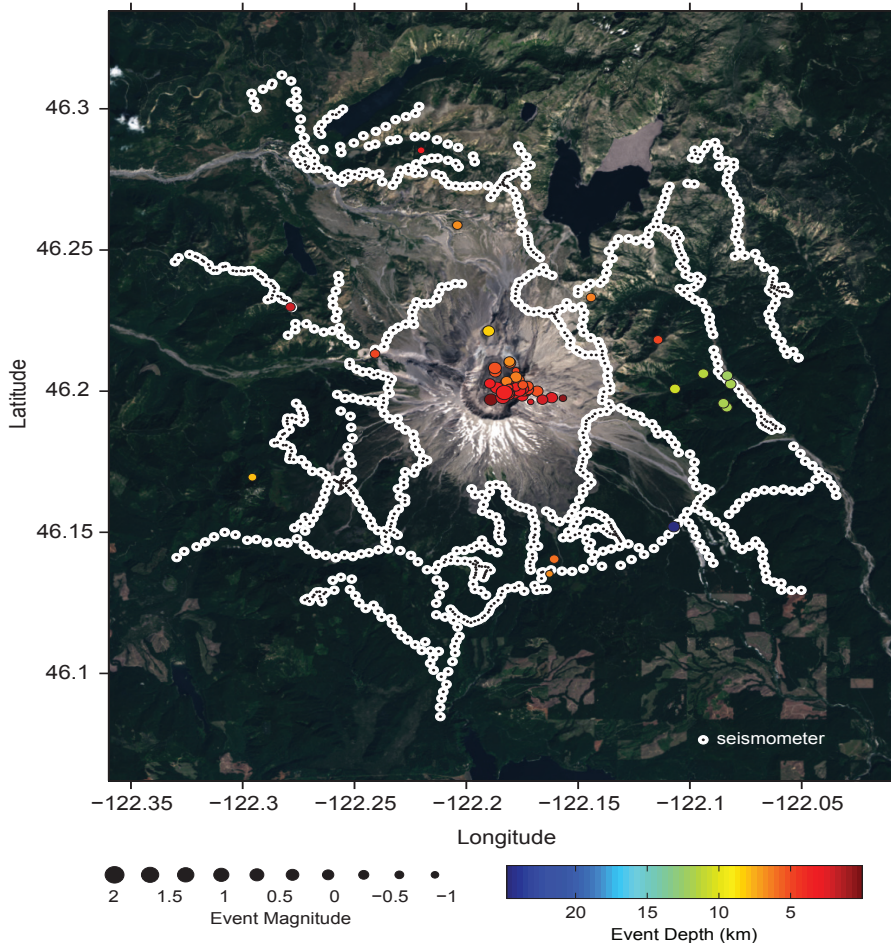 46.3
46.25
46.2
46.15
46.1
Latitude
seismometer
−122.35 −122.3 −122.25 −122.2 −122.15 −122.1 −122.05
Longitude
2 1.5 1 0.5 0 −0.5 −1
Event Magnitude
20 15 10 5
Event Depth (km)